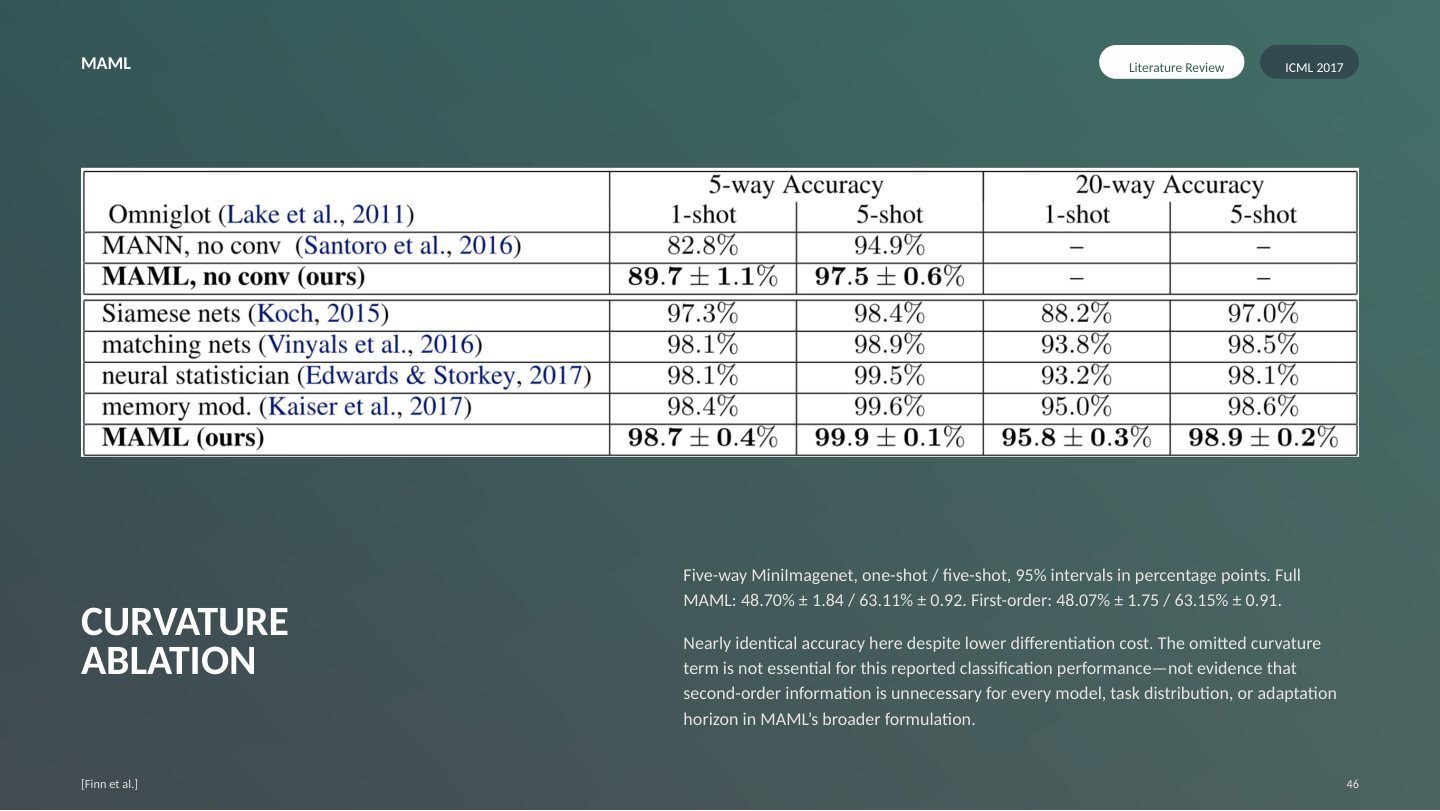 MAML
Literature Review
ICML 2017
5-way Accuracy 20-way Accuracy
Omniglot (Lake et al., 2011) 1-shot 5-shot 1-shot 5-shot
MANN, no conv (Santoro et al., 2016) 82.8% 94.9% – –
MAML, no conv (ours) 89.7 ± 1.1% 97.5 ± 0.6% – –
Siamese nets (Koch, 2015) 97.3% 98.4% 88.2% 97.0%
matching nets (Vinyals et al., 2016) 98.1% 98.9% 93.8% 98.5%
neural statistician (Edwards & Storkey, 2017) 98.1% 99.5% 93.2% 98.1%
memory mod. (Kaiser et al., 2017) 98.4% 99.6% 95.0% 98.6%
MAML (ours) 98.7 ± 0.4% 99.9 ± 0.1% 95.8 ± 0.3% 98.9 ± 0.2%
CURVATURE
ABLATION
Five-way MiniImagenet, one-shot / five-shot, 95% intervals in percentage points. Full
MAML: 48.70% ± 1.84 / 63.11% ± 0.92. First-order: 48.07% ± 1.75 / 63.15% ± 0.91.
Nearly identical accuracy here despite lower differentiation cost. The omitted curvature
term is not essential for this reported classification performance—not evidence that
second-order information is unnecessary for every model, task distribution, or adaptation
horizon in MAML’s broader formulation.
[Finn et al.]
46